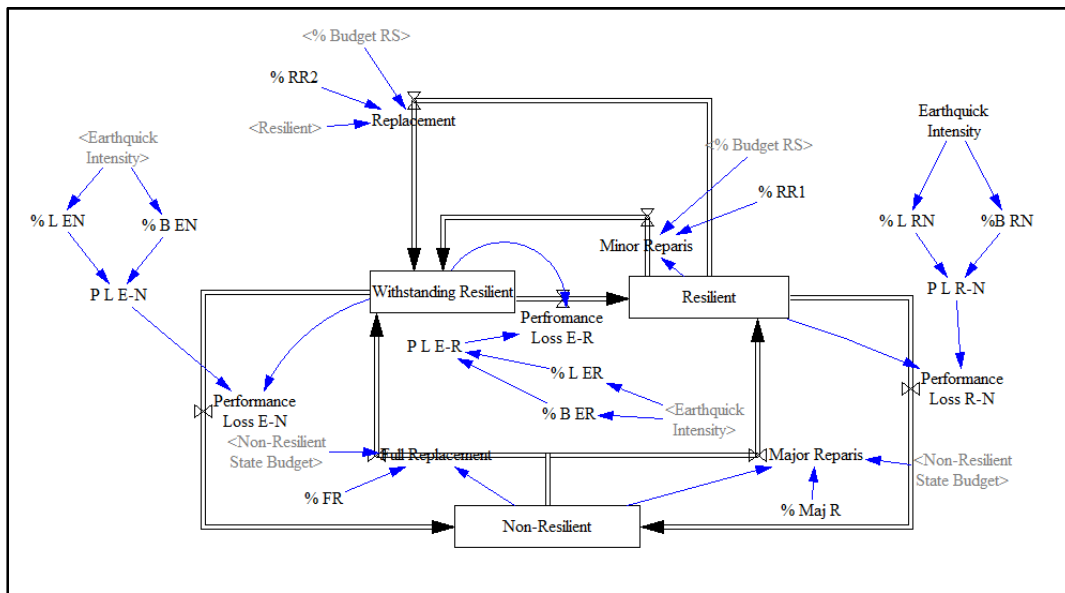 <% Budget RS>
% RR2
<Resilient>
Replacement
Earthquick
Intensity
<Earthquick
Intensity>
<% Budget RS>
% RR1
% L EN
% B EN
% L RN
%B RN
Minor Reparis
P L E-N
Withstanding Resilient
Resilient
P L R-N
Perfromance
Loss E-R
P L E-R
% L ER
Performance
Loss R-N
Performance
Loss E-N
% B ER
<Earthquick
Intensity>
<Non-Resilient
State Budget>
Full Replacement
Major Reparis
<Non-Resilient
State Budget>
% FR
% Maj R
Non-Resilient